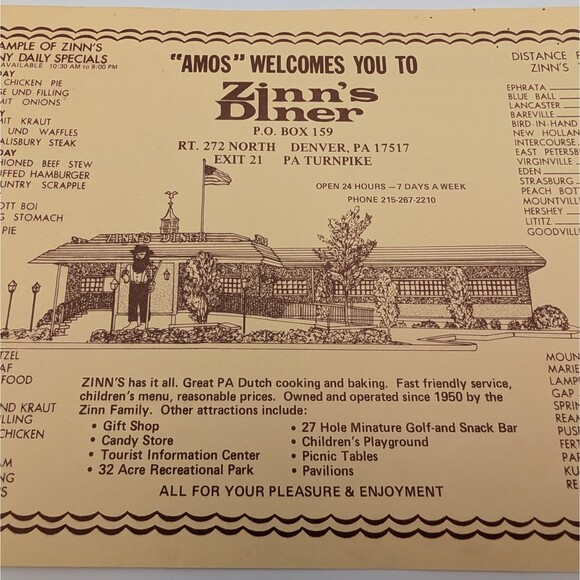 AMPLE OF ZINN'S
NY DAILY SPECIALS
AVAILABLE 10:30 AM to 9:00 PM
DAY
CHICKEN PIE
GE UND FILLING
MIT ONIONS
Y
MIT KRAUT
UND WAFFLES
ALISBURY STEAK
DAY
HIONED BEEF STEW
UFFED HAMBURGER
UNTRY SCRAPPLE
OTT BOI
G STOMACH
PIE
"AMOS" WELCOMES YOU TO
Zinn's
Diner
P.O. BOX 159
RT. 272 NORTH DENVER, PA 17517
EXIT 21 PA TURNPIKE
OPEN 24 HOURS — 7 DAYS A WEEK
PHONE 215-267-2210
ZINN'S DINER
DISTANCE F
ZINN'S
EPHRATA
BLUE BALL
LANCASTER
BAREVILLE
BIRD-IN-HAND
NEW HOLLAN
INTERCOURSE
EAST PETERSB
VIRGINVILLE
EDEN
STRASBURG
PEACH BOTT
MOUNTVILL
HERSHEY
LITITZ
GOODVILL
TZEL
AF
FOOD
ND KRAUT
LLING
CHICKEN
AM
NG
S
ZINN'S has it all. Great PA Dutch cooking and baking. Fast friendly service,
children's menu, reasonable prices. Owned and operated since 1950 by the
Zinn Family. Other attractions include:
• Gift Shop
• Candy Store
• Tourist Information Center
• 32 Acre Recreational Park
• 27 Hole Miniature Golf-and Snack Bar
• Children's Playground
• Picnic Tables
• Pavilions
ALL FOR YOUR PLEASURE & ENJOYMENT
MOUN
MARIE
LAMP
GAP
SPRIN
REAM
PUSE
FERT
PAR
KU
RE